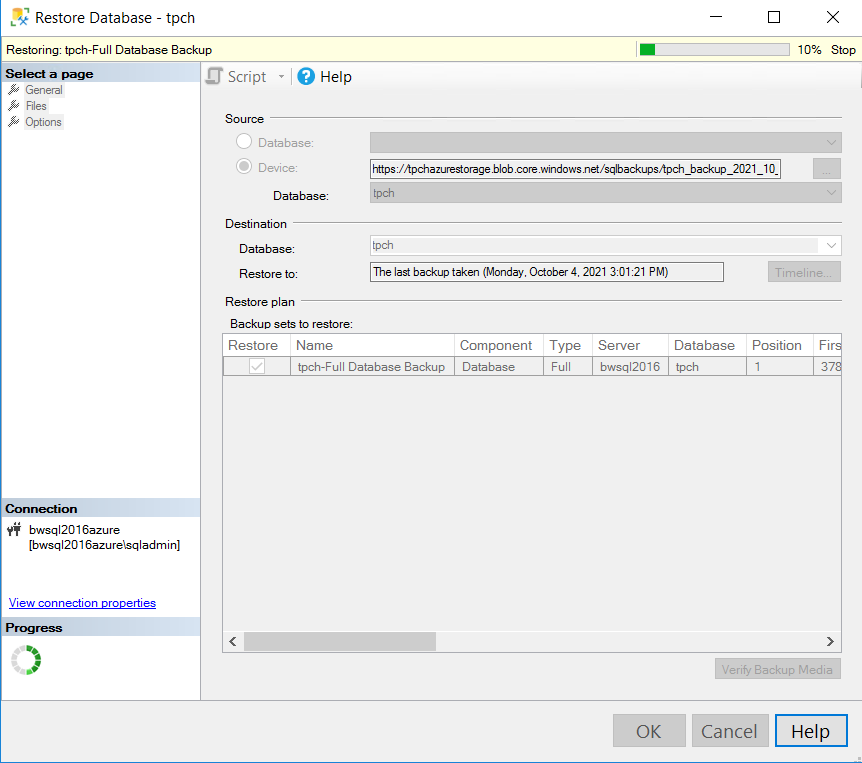 Restore Database - tpch
Restoring: tpch-Full Database Backup 10% Stop
Select a page
General
Files
Options
Script Help
Source
Database:
Device: https://tpchazurestorage.blob.core.windows.net/sqlbackups/tpch_backup_2021_10_ ...
Database: tpch
Destination
Database: tpch
Restore to: The last backup taken (Monday, October 4, 2021 3:01:21 PM) Timeline...
Restore plan
Backup sets to restore:
Restore Name Component Type Server Database Position Firs
tpch-Full Database Backup Database Full bwsql2016 tpch 1 378
Connection
bwsql2016azure
[bwsql2016azure\sqladmin]
View connection properties
Progress
Verify Backup Media
OK Cancel Help